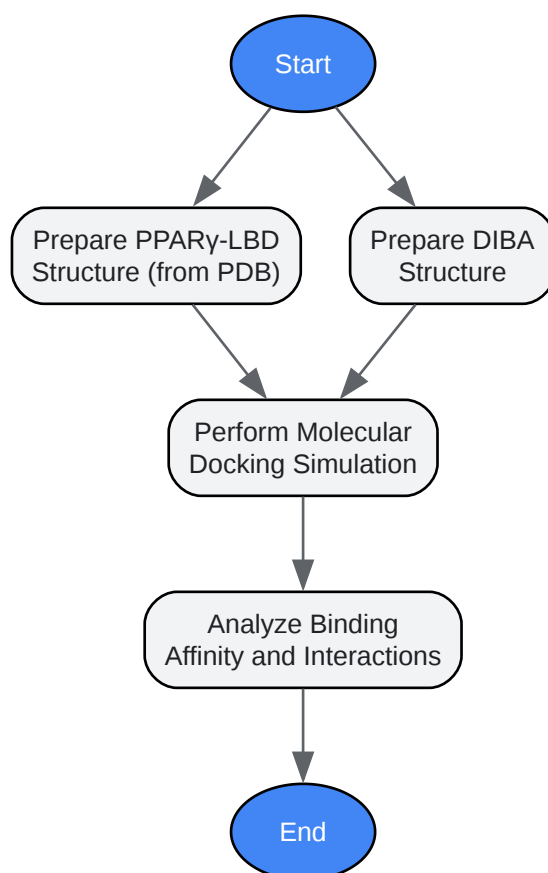 Start
Prepare PPARγ-LBD
Structure (from PDB)
Prepare DIBA
Structure
Perform Molecular
Docking Simulation
Analyze Binding
Affinity and Interactions
End